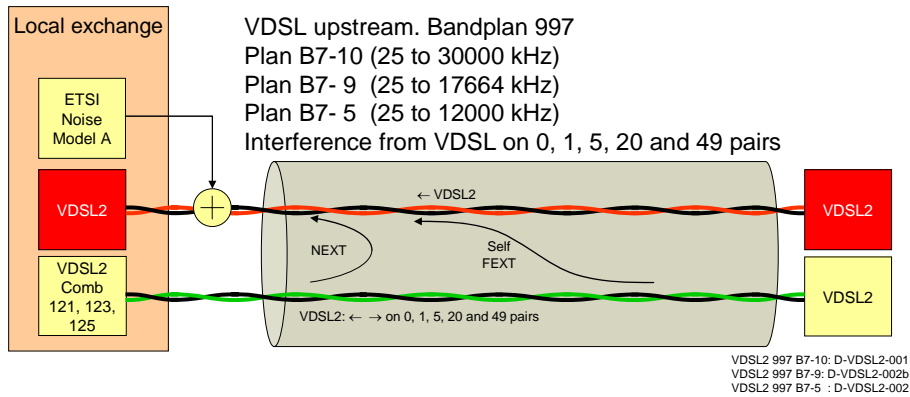 Local exchange
VDSL upstream. Bandplan 997
Plan B7-10 (25 to 30000 kHz)
Plan B7- 9 (25 to 17664 kHz)
Plan B7- 5 (25 to 12000 kHz)
Interference from VDSL on 0, 1, 5, 20 and 49 pairs
ETSI
Noise
Model A
VDSL2
← VDSL2
VDSL2
NEXT
Self
FEXT
VDSL2
Comb
121, 123,
125
VDSL2
VDSL2: ← → on 0, 1, 5, 20 and 49 pairs
VDSL2 997 B7-10: D-VDSL2-001
VDSL2 997 B7-9: D-VDSL2-002b
VDSL2 997 B7-5 : D-VDSL2-002